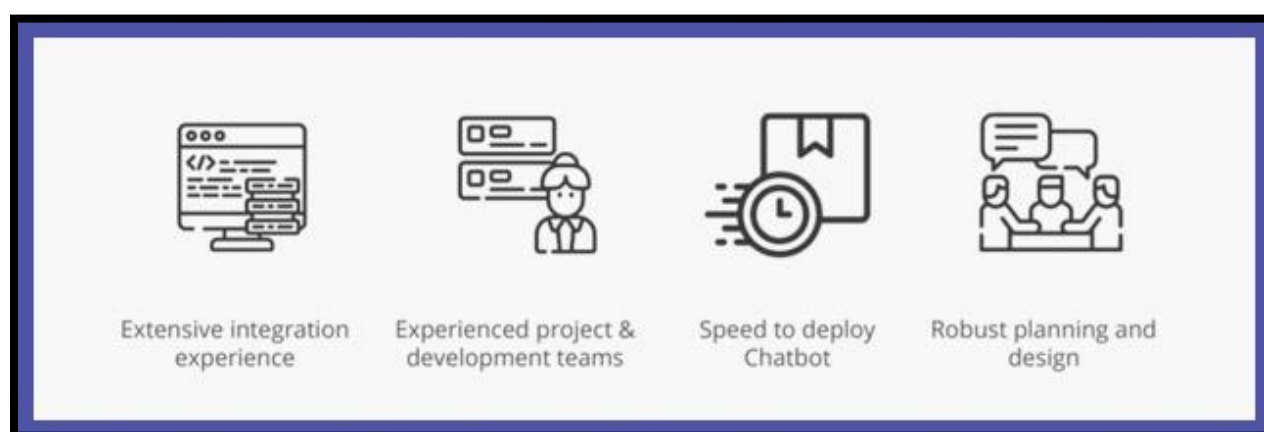 </>
Extensive integration
experience
Experienced project &
development teams
Speed to deploy
Chatbot
Robust planning and
design